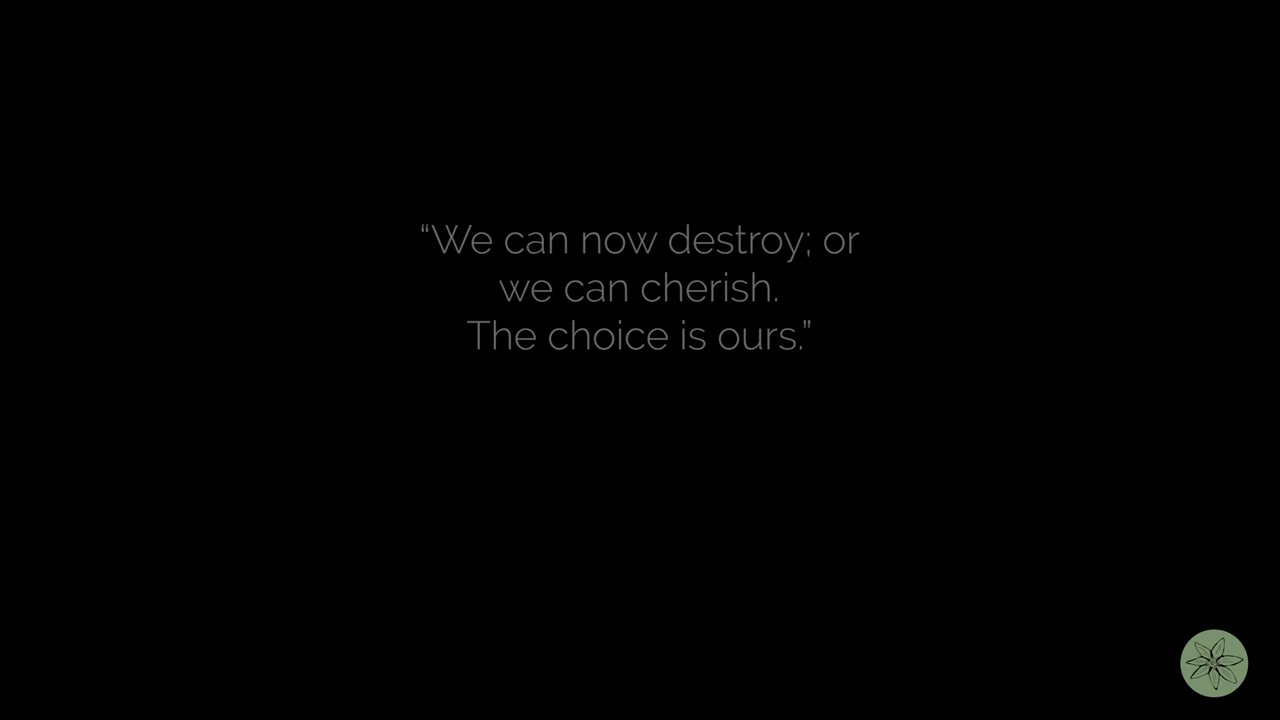 “We can now destroy; or
we can cherish.
The choice is ours.”